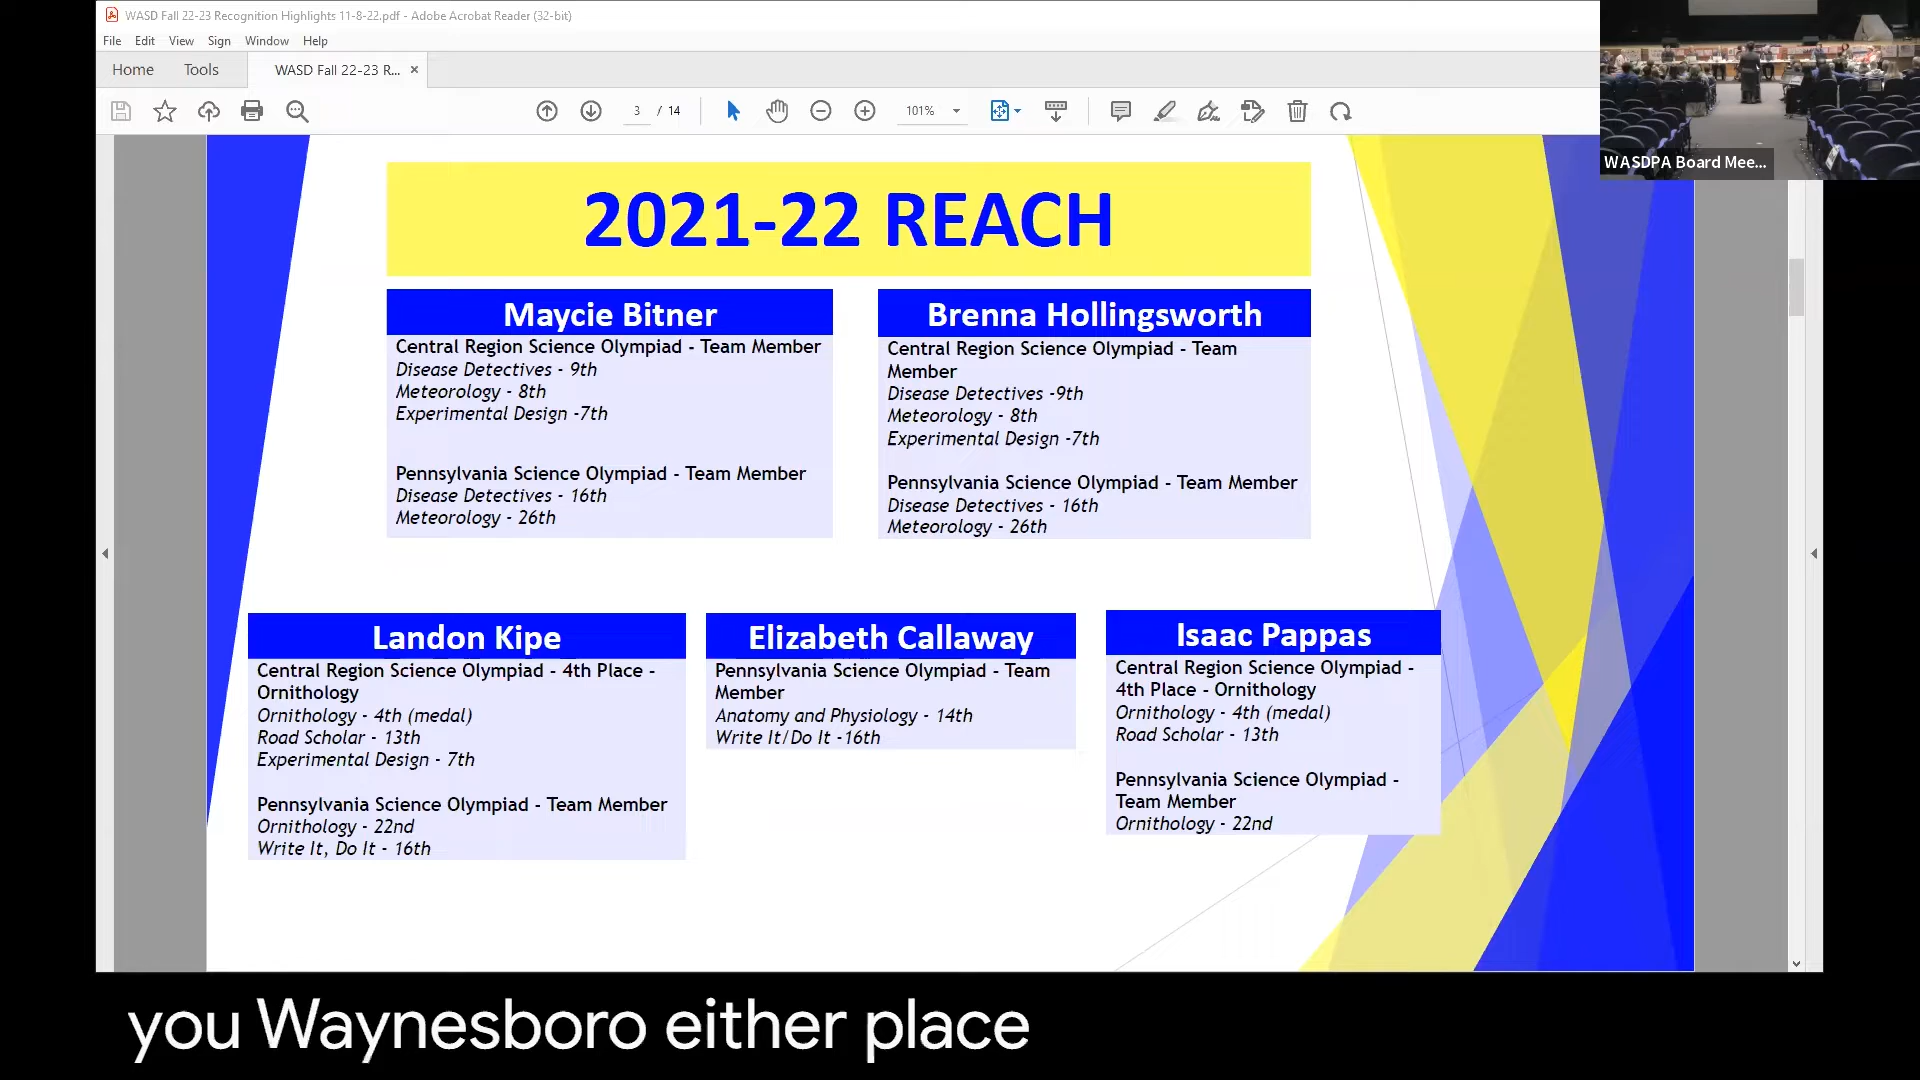 WASD Fall 22-23 Recognition Highlights 11-8-22.pdf - Adobe Acrobat Reader (32-bit)
File Edit View Sign Window Help
Home Tools WASD Fall 22-23 R... ×
3 / 14 101%
WASDPA Board Mee...
2021-22 REACH
Maycie Bitner
Central Region Science Olympiad - Team Member
Disease Detectives - 9th
Meteorology - 8th
Experimental Design -7th
Pennsylvania Science Olympiad - Team Member
Disease Detectives - 16th
Meteorology - 26th
Brenna Hollingsworth
Central Region Science Olympiad - Team
Member
Disease Detectives -9th
Meteorology - 8th
Experimental Design -7th
Pennsylvania Science Olympiad - Team Member
Disease Detectives - 16th
Meteorology - 26th
Landon Kipe
Central Region Science Olympiad - 4th Place -
Ornithology
Ornithology - 4th (medal)
Road Scholar - 13th
Experimental Design - 7th
Pennsylvania Science Olympiad - Team Member
Ornithology - 22nd
Write It, Do It - 16th
Elizabeth Callaway
Pennsylvania Science Olympiad - Team
Member
Anatomy and Physiology - 14th
Write It/Do It -16th
Isaac Pappas
Central Region Science Olympiad -
4th Place - Ornithology
Ornithology - 4th (medal)
Road Scholar - 13th
Pennsylvania Science Olympiad -
Team Member
Ornithology - 22nd
you Waynesboro either place